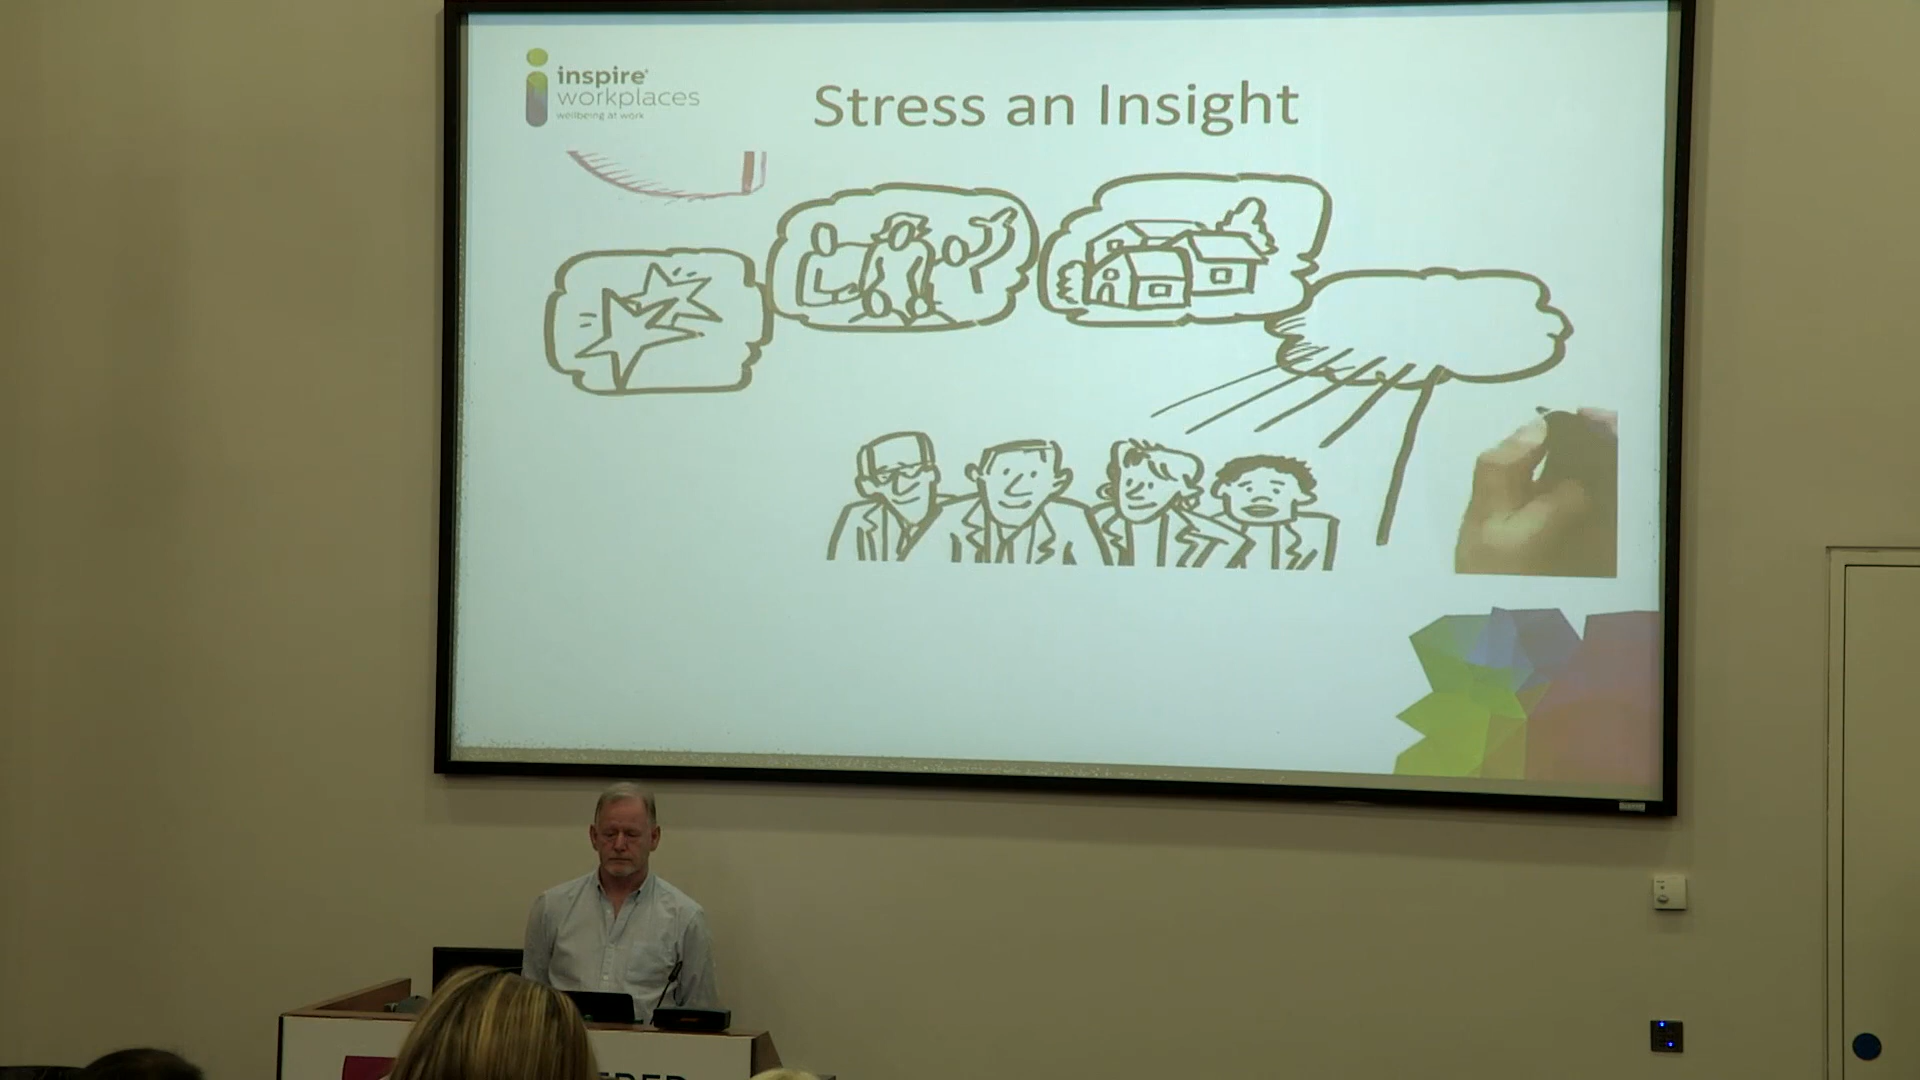 inspire
workplaces
wellbeing at work
Stress an Insight